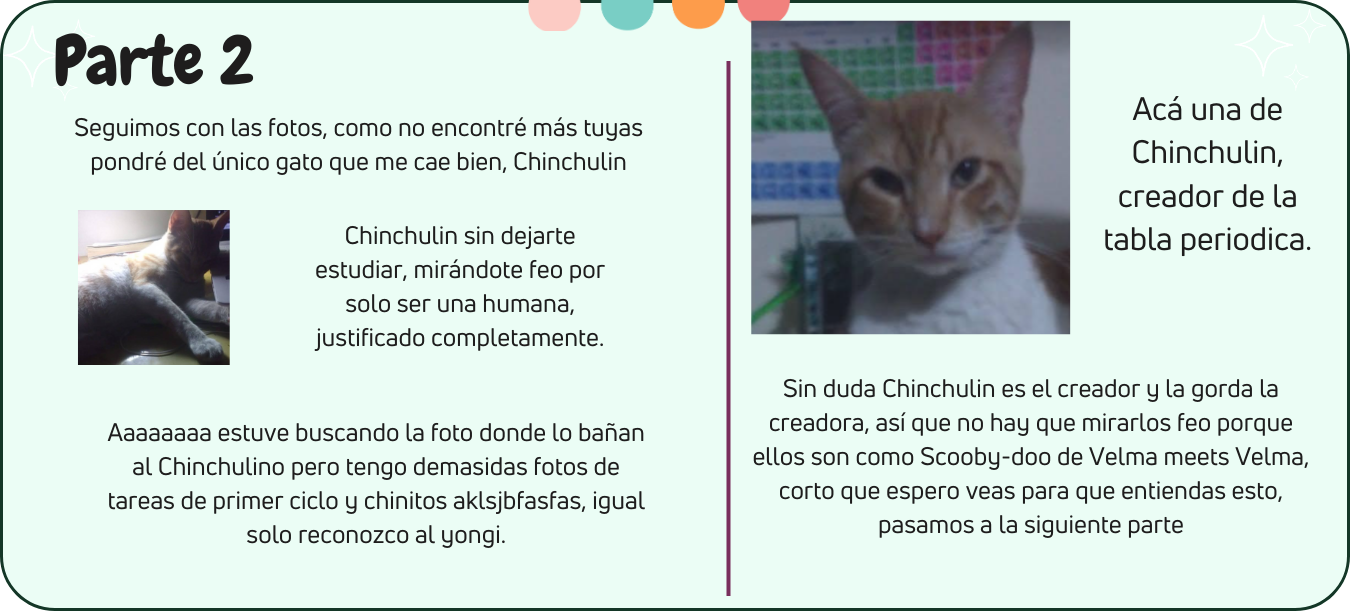 Parte 2
Seguimos con las fotos, como no encontré más tuyas
pondré del único gato que me cae bien, Chinchulin
Chinchulin sin dejarte
estudiar, mirándote feo por
solo ser una humana,
justificado completamente.
Aaaaaaaa estuve buscando la foto donde lo bañan
al Chinchulino pero tengo demasidas fotos de
tareas de primer ciclo y chinitos aklsjbfasfas, igual
solo reconozco al yongi.
Acá una de
Chinchulin,
creador de la
tabla periodica.
Sin duda Chinchulin es el creador y la gorda la
creadora, así que no hay que mirarlos feo porque
ellos son como Scooby-doo de Velma meets Velma,
corto que espero veas para que entiendas esto,
pasamos a la siguiente parte